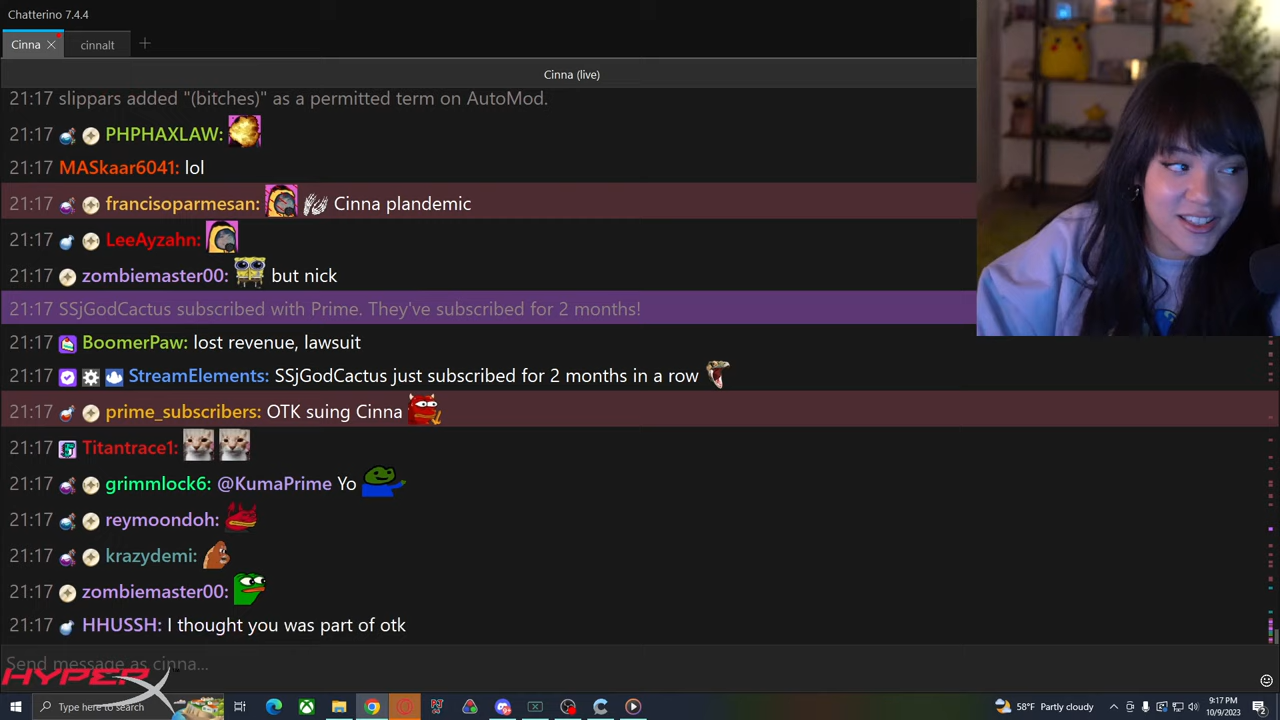 Chatterino 7.4.4
Cinna
cinnalt
Cinna (live)
21:17 slippars added "(bitches)" as a permitted term on AutoMod.
21:17 PHPHAXLAW:
21:17 MASkaar6041: lol
21:17 francisoparmesan: Cinna plandemic
21:17 LeeAyzahn:
21:17 zombiemaster00: but nick
21:17 SSjGodCactus subscribed with Prime. They've subscribed for 2 months!
21:17 BoomerPaw: lost revenue, lawsuit
21:17 StreamElements: SSjGodCactus just subscribed for 2 months in a row
21:17 prime_subscribers: OTK suing Cinna
21:17 Titantrace1:
21:17 grimmlock6: @KumaPrime Yo
21:17 reymoondoh:
21:17 krazydemi:
21:17 zombiemaster00:
21:17 HHUSSH: I thought you was part of otk
Send message as cinna...
HYPERX
Type here to search
58°F Partly cloudy
9:17 PM
10/9/2023